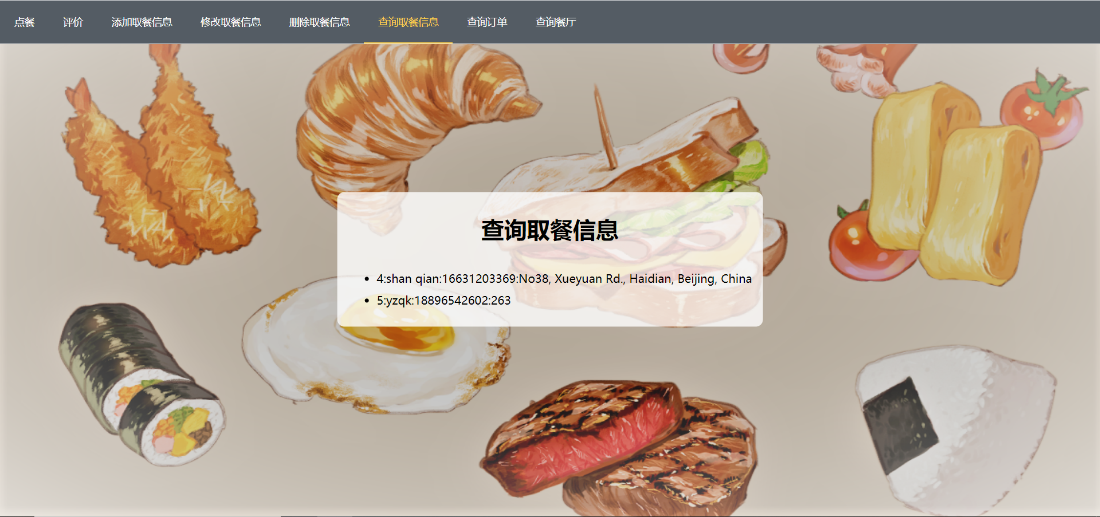 点餐 评价 添加取餐信息 修改取餐信息 删除取餐信息 查询取餐信息 查询订单 查询餐厅
查询取餐信息
• 4:shan qian:16631203369:No38, Xueyuan Rd., Haidian, Beijing, China
• 5:yzqk:18896542602:263